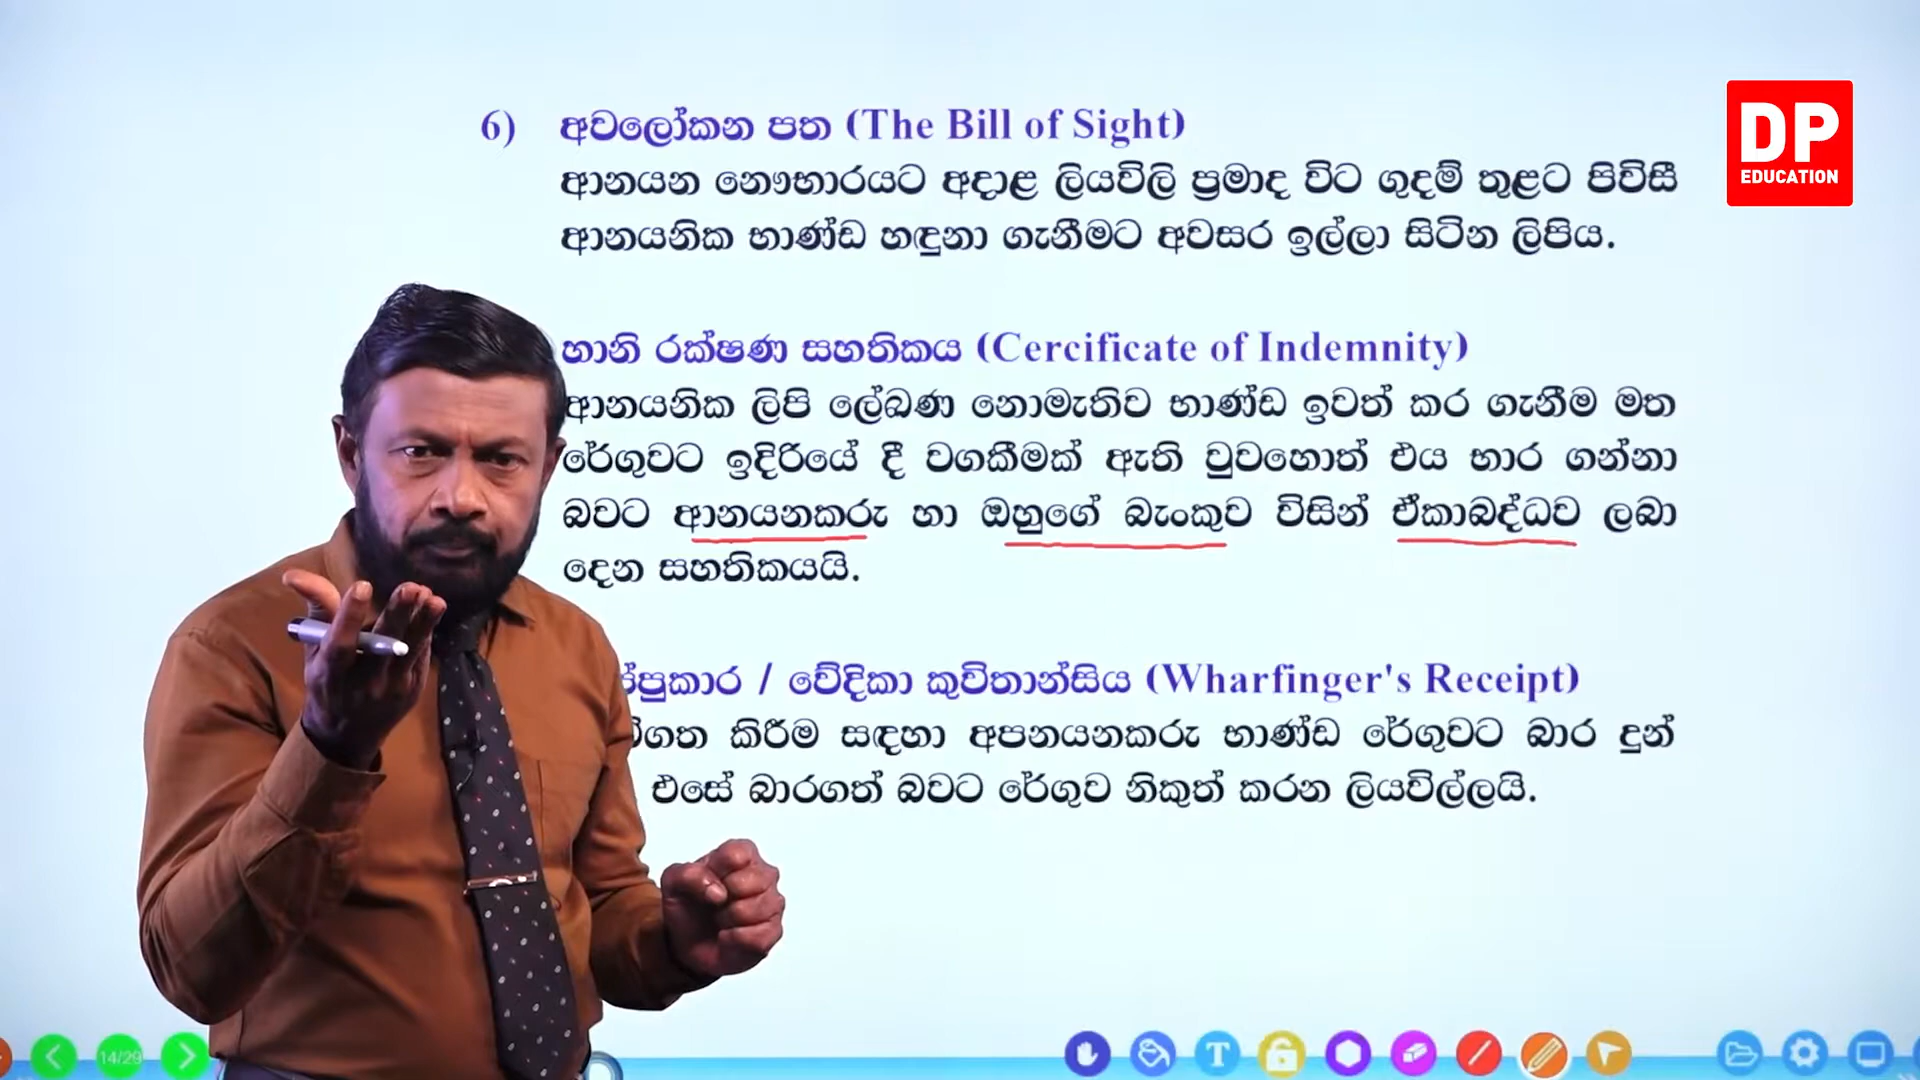 DP
EDUCATION
6) අවලෝකන පත (The Bill of Sight)
ආනයන නෞභාරයට අදාළ ලියවිලි ප්‍රමාද විට ගුදම් තුළට පිවිසී
ආනයනික භාණ්ඩ හඳුනා ගැනීමට අවසර ඉල්ලා සිටින ලිපිය.
හානි රක්ෂණ සහතිකය (Cercificate of Indemnity)
ආනයනික ලිපි ලේඛණ නොමැතිව භාණ්ඩ ඉවත් කර ගැනීම මත
රේගුවට ඉදිරියේ දී වගකීමක් ඇති වුවහොත් එය භාර ගන්නා
බවට ආනයනකරු හා ඔහුගේ බැංකුව විසින් ඒකාබද්ධව ලබා
දෙන සහතිකයයි.
/ වේදිකා කුවිතාන්සිය (Wharfinger's Receipt)
කිරීම සඳහා අපනයනකරු භාණ්ඩ රේගුවට බාර දුන්
එසේ බාරගත් බවට රේගුව නිකුත් කරන ලියවිල්ලයි.
14/29